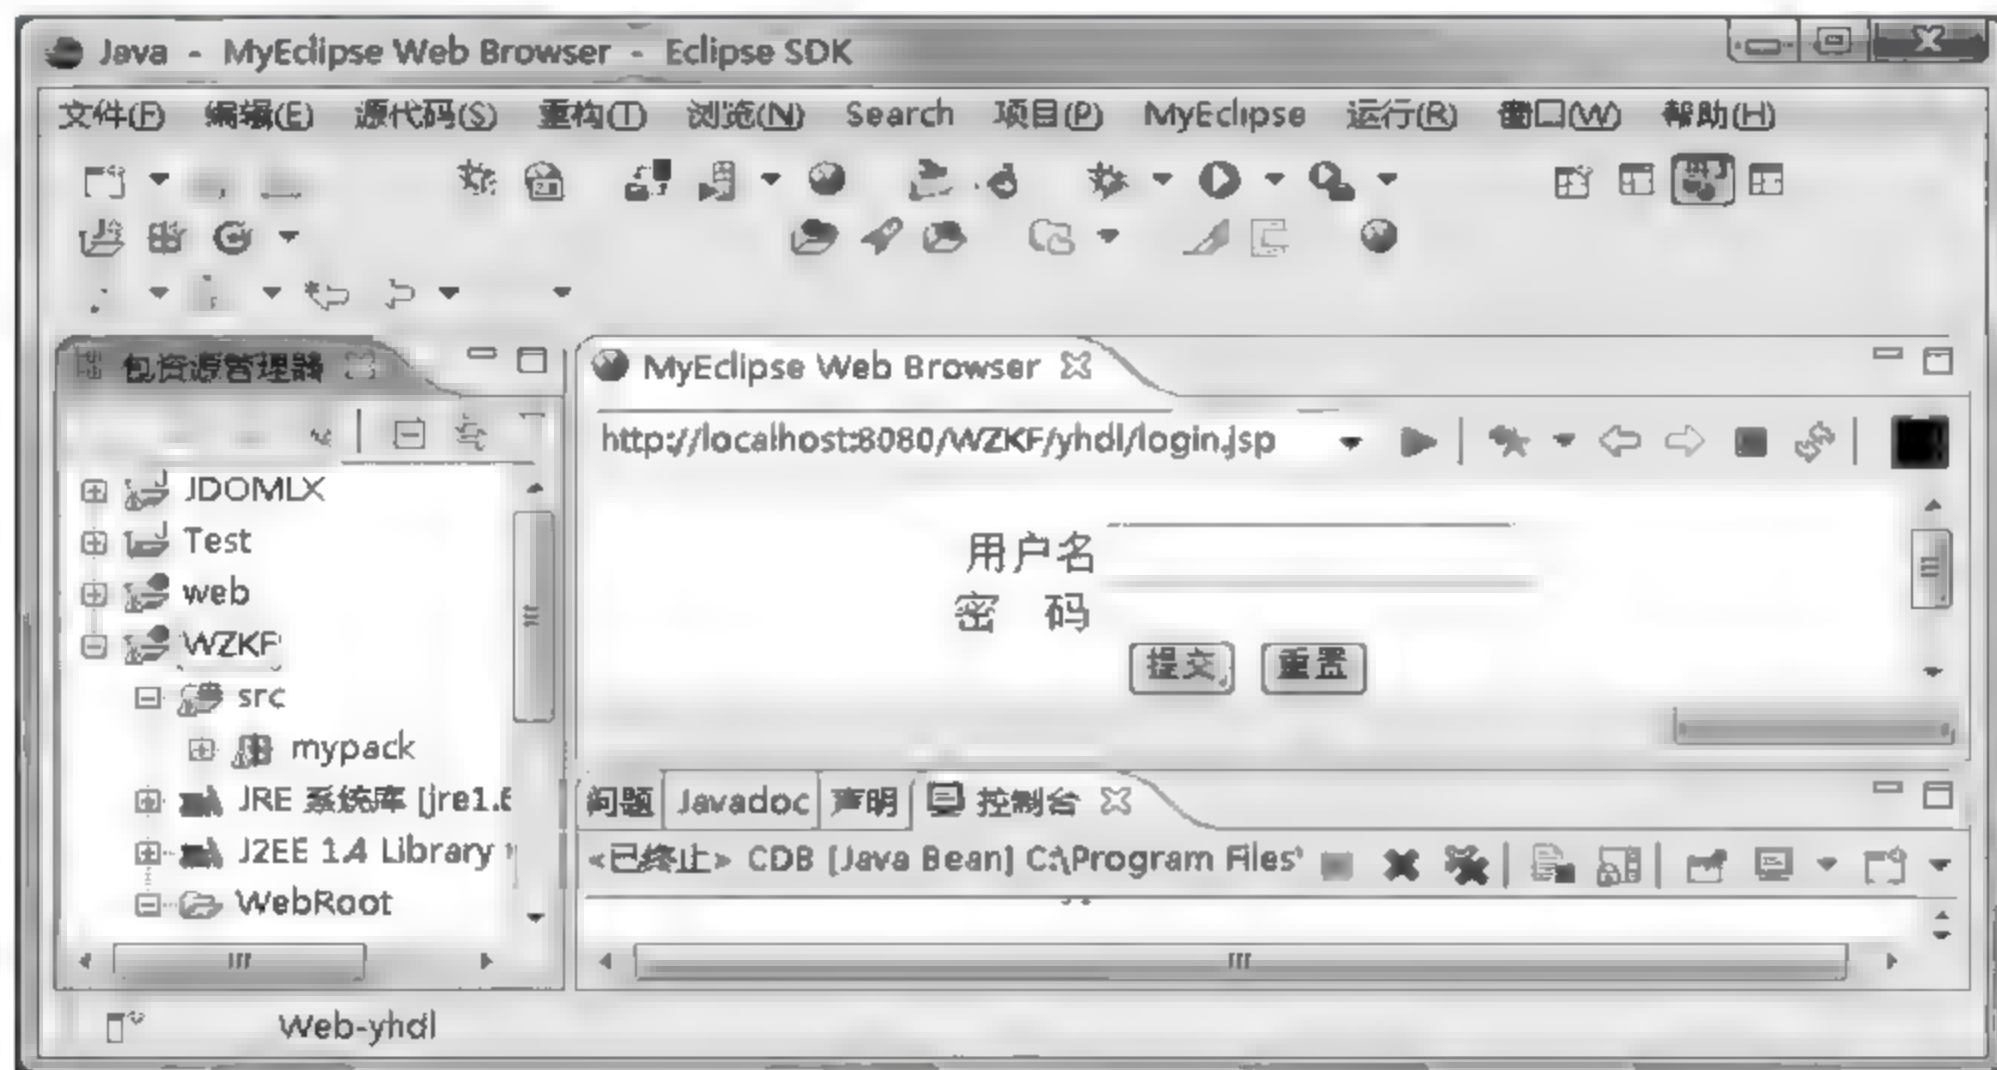 Java - MyEclipse Web Browser - Eclipse SDK
文件(F) 编辑(E) 源代码(S) 重构(T) 浏览(N) Search 项目(P) MyEclipse 运行(R) 窗口(W) 帮助(H)
包资源管理器
MyEclipse Web Browser
http://localhost:8080/WZKF/yhdl/login.jsp
JDOMLX
Test
web
WZKF
src
mypack
JRE 系统库 [jre1.6
J2EE 1.4 Library
WebRoot
用户名
密 码
提交 重置
问题 Javadoc 声明 控制台
<已终止> CDB [Java Bean] C:\Program Files\
Web-yhdl